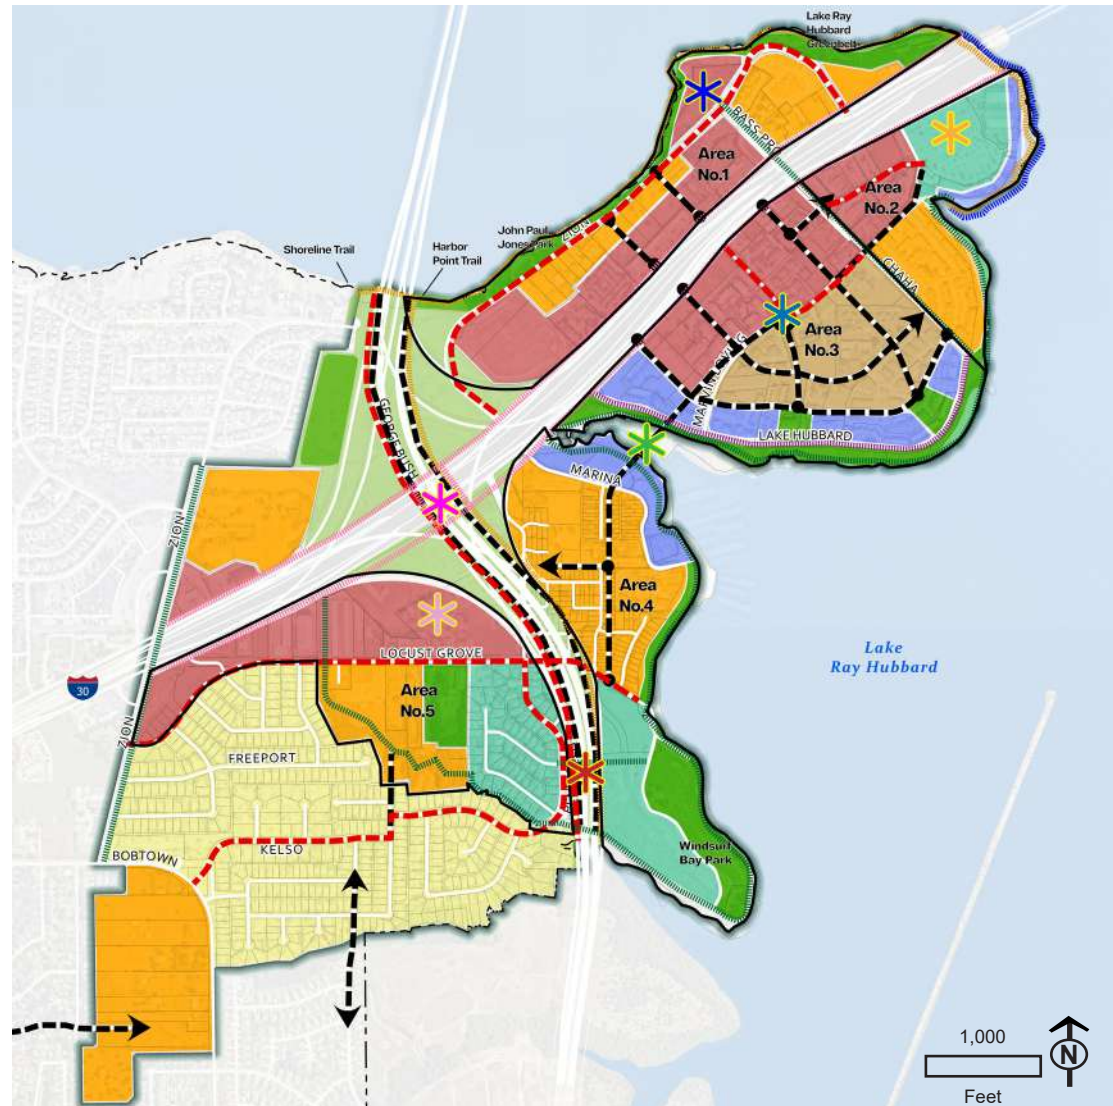 Lake Ray
Hubbard
Greenbelt
BASS PRO
Area
No.1
Area
No.2
John Paul
Jones Park
ZION
Harbor
Point Trail
Shoreline Trail
CHAHA
Area
No.3
MARVIN LOVING
GEORGE BUSH
LAKE HUBBARD
MARINA
ZION
Area
No.4
Lake
Ray Hubbard
LOCUST GROVE
30
Area
No.5
ZION
FREEPORT
KELSO
BOBTOWN
Windsurf
Bay Park
1,000
Feet
N